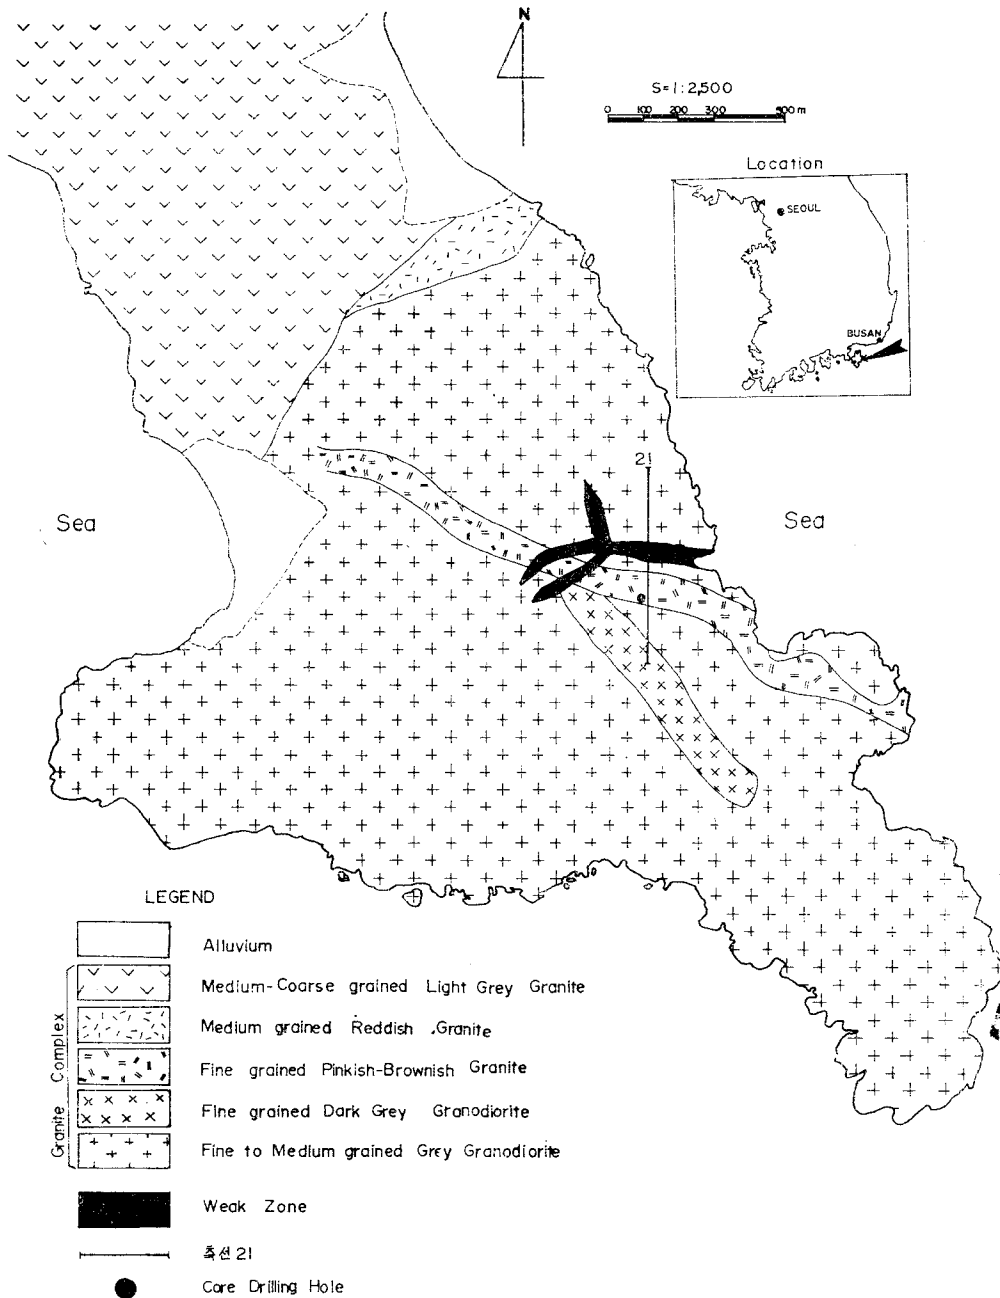 N
S=1:2,500
0 100 200 300 500m
Location
SEOUL
BUSAN
21
Sea
Sea
LEGEND
Alluvium
Medium-Coarse grained Light Grey Granite
Medium grained Reddish Granite
Fine grained Pinkish-Brownish Granite
Fine grained Dark Grey Granodiorite
Fine to Medium grained Grey Granodiorite
Granite Complex
Weak Zone
측선 21
Core Drilling Hole